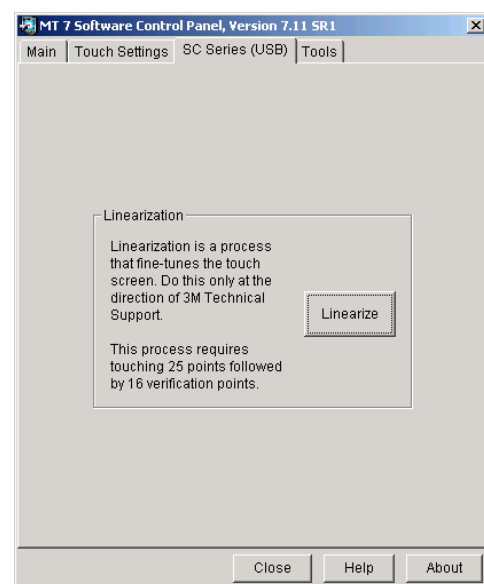 MT 7 Software Control Panel, Version 7.11 SR1
Main Touch Settings SC Series (USB) Tools
Linearization
Linearization is a process
that fine-tunes the touch
screen. Do this only at the
direction of 3M Technical
Support.
Linearize
This process requires
touching 25 points followed
by 16 verification points.
Close Help About